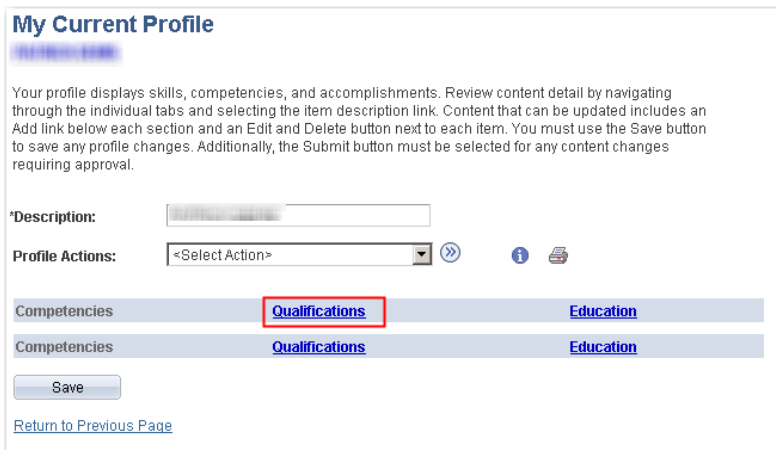 My Current Profile
Your profile displays skills, competencies, and accomplishments. Review content detail by navigating
through the individual tabs and selecting the item description link. Content that can be updated includes an
Add link below each section and an Edit and Delete button next to each item. You must use the Save button
to save any profile changes. Additionally, the Submit button must be selected for any content changes
requiring approval.
*Description:
Profile Actions: <Select Action>
Competencies Qualifications Education
Competencies Qualifications Education
Save
Return to Previous Page